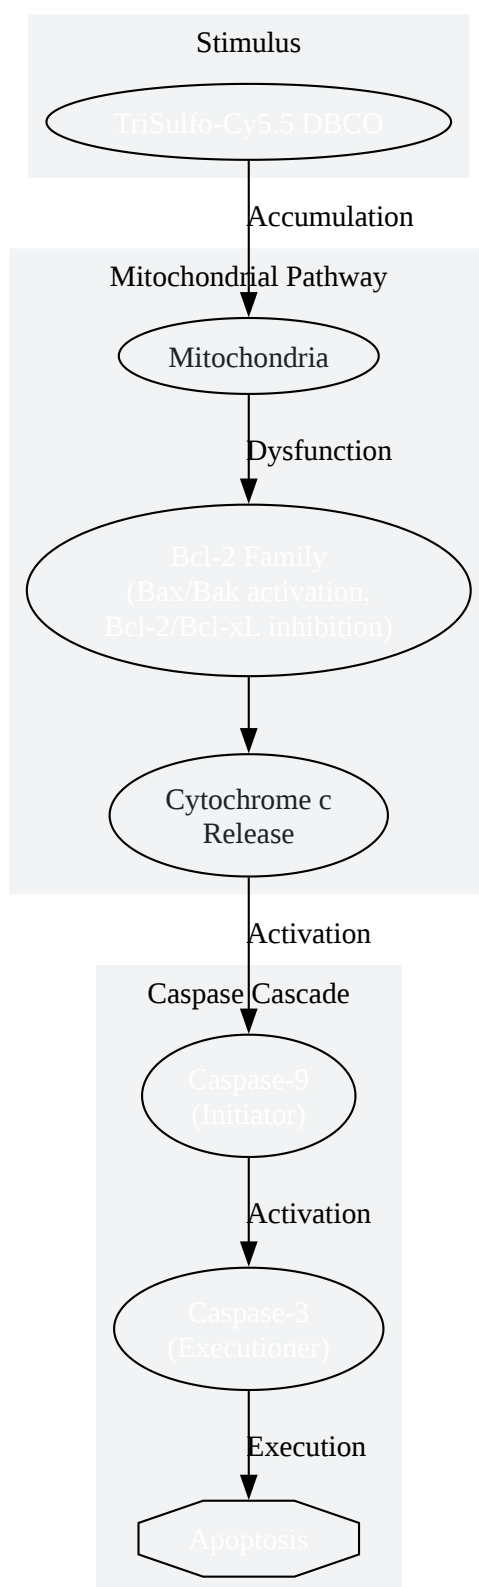 Stimulus
TriSulfo-Cy5.5 DBCO
Accumulation
Mitochondrial Pathway
Mitochondria
Dysfunction
Bcl-2 Family
(Bax/Bak activation,
Bcl-2/Bcl-xL inhibition)
Cytochrome c
Release
Activation
Caspase Cascade
Caspase-9
(Initiator)
Activation
Caspase-3
(Executioner)
Execution
Apoptosis